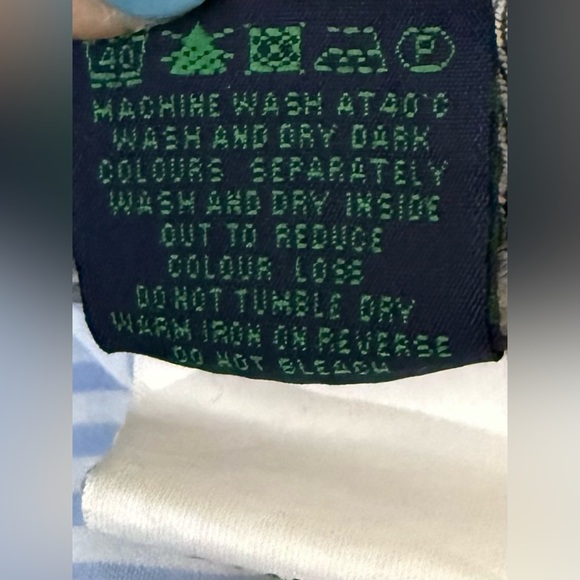 40 P
MACHINE WASH AT 40°C
WASH AND DRY DARK
COLOURS SEPARATELY
WASH AND DRY INSIDE
OUT TO REDUCE
COLOUR LOSS
DO NOT TUMBLE DRY
WARM IRON ON REVERSE
DO NOT BLEACH